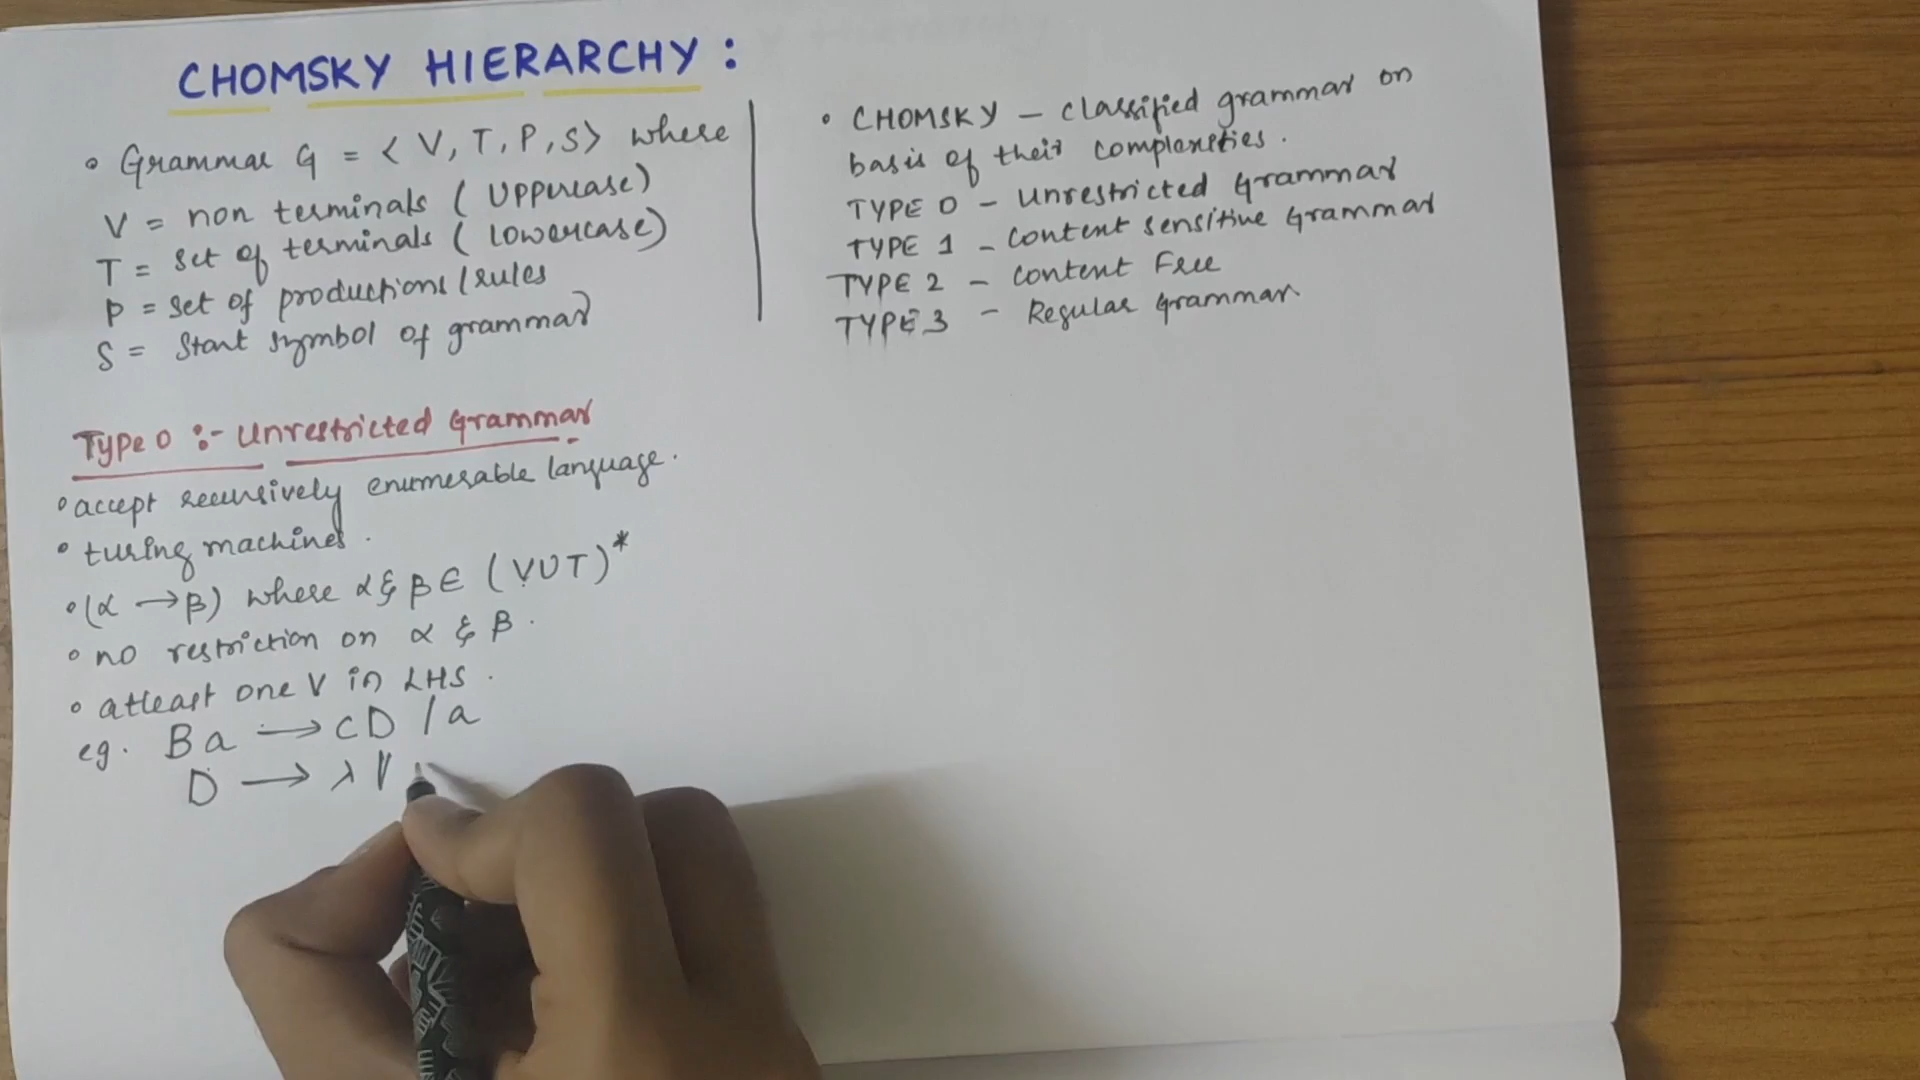 CHOMSKY HIERARCHY :
• Grammar G = < V, T, P, S> where
V = non terminals ( Uppercase)
T = set of terminals ( lowercase)
P = set of productions / rules
S = Start symbol of grammar
• CHOMSKY – classified grammar on
basis of their complexities .
TYPE 0 – Unrestricted Grammar
TYPE 1 – Content sensitive Grammar
TYPE 2 – Content Free
TYPE 3 – Regular Grammar
Type 0 :- Unrestricted Grammar
• accept recursively enumerable language.
• turing machines .
• (α → β) where α & β ∈ (VUT)*
• no restriction on α & β .
• atleast one V in LHS .
eg. Ba → cD / a
D → λ